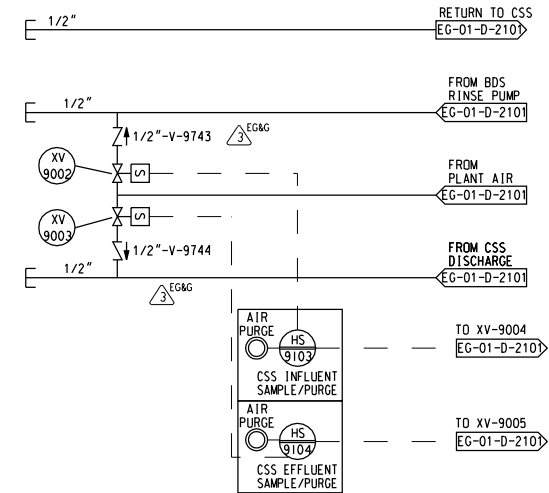 RETURN TO CSS
1/2"
EG-01-D-2101
FROM BDS
RINSE PUMP
1/2"
EG-01-D-2101
1/2"-V-9743
3
EG&G
XV
9002
S
FROM
PLANT AIR
EG-01-D-2101
XV
9003
S
1/2"-V-9744
FROM CSS
DISCHARGE
1/2"
EG-01-D-2101
3
EG&G
AIR
PURGE
HS
9103
CSS INFLUENT
SAMPLE/PURGE
TO XV-9004
EG-01-D-2101
AIR
PURGE
HS
9104
CSS EFFLUENT
SAMPLE/PURGE
TO XV-9005
EG-01-D-2101